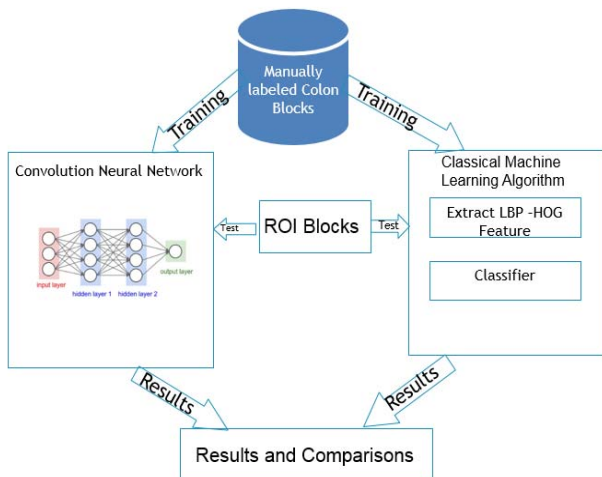 Manually
labeled Colon
Blocks
Training
Training
Convolution Neural Network
input layer
hidden layer 1
hidden layer 2
output layer
Test
ROI Blocks
Test
Classical Machine
Learning Algorithm
Extract LBP -HOG
Feature
Classifier
Results
Results
Results and Comparisons